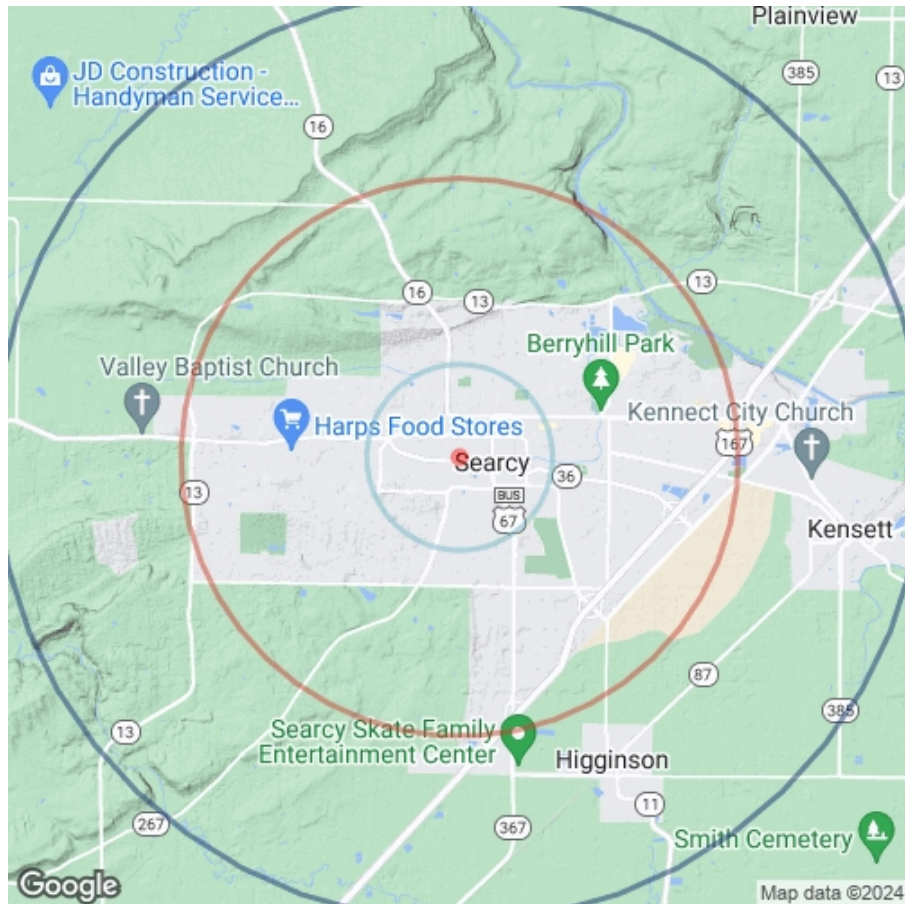 Plainview
JD Construction -
Handyman Service...
385
13
16
16
13
13
Berryhill Park
Valley Baptist Church
Kennect City Church
Harps Food Stores
167
Searcy
36
13
BUS
67
Kensett
87
385
13
Searcy Skate Family
Entertainment Center
Higginson
11
267
367
Smith Cemetery
Google
Map data ©2024